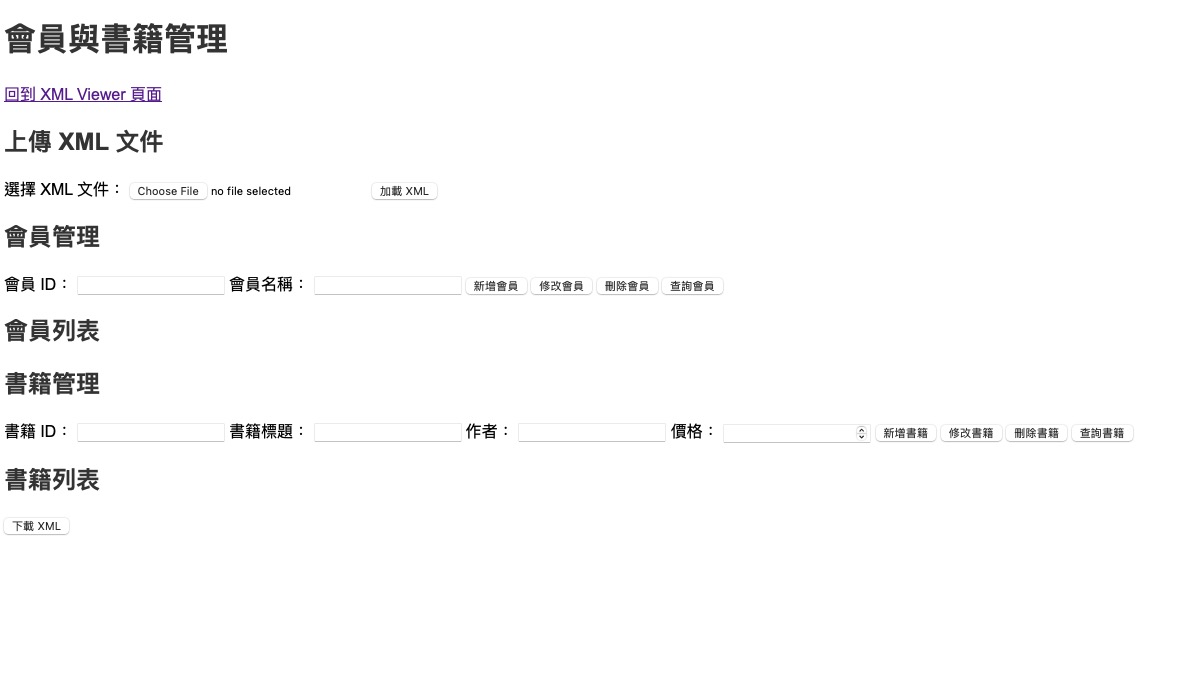 會員與書籍管理
回到 XML Viewer 頁面
上傳 XML 文件
選擇 XML 文件： Choose File no file selected 加載 XML
會員管理
會員 ID： 會員名稱： 新增會員 修改會員 刪除會員 查詢會員
會員列表
書籍管理
書籍 ID： 書籍標題： 作者： 價格： 新增書籍 修改書籍 刪除書籍 查詢書籍
書籍列表
下載 XML